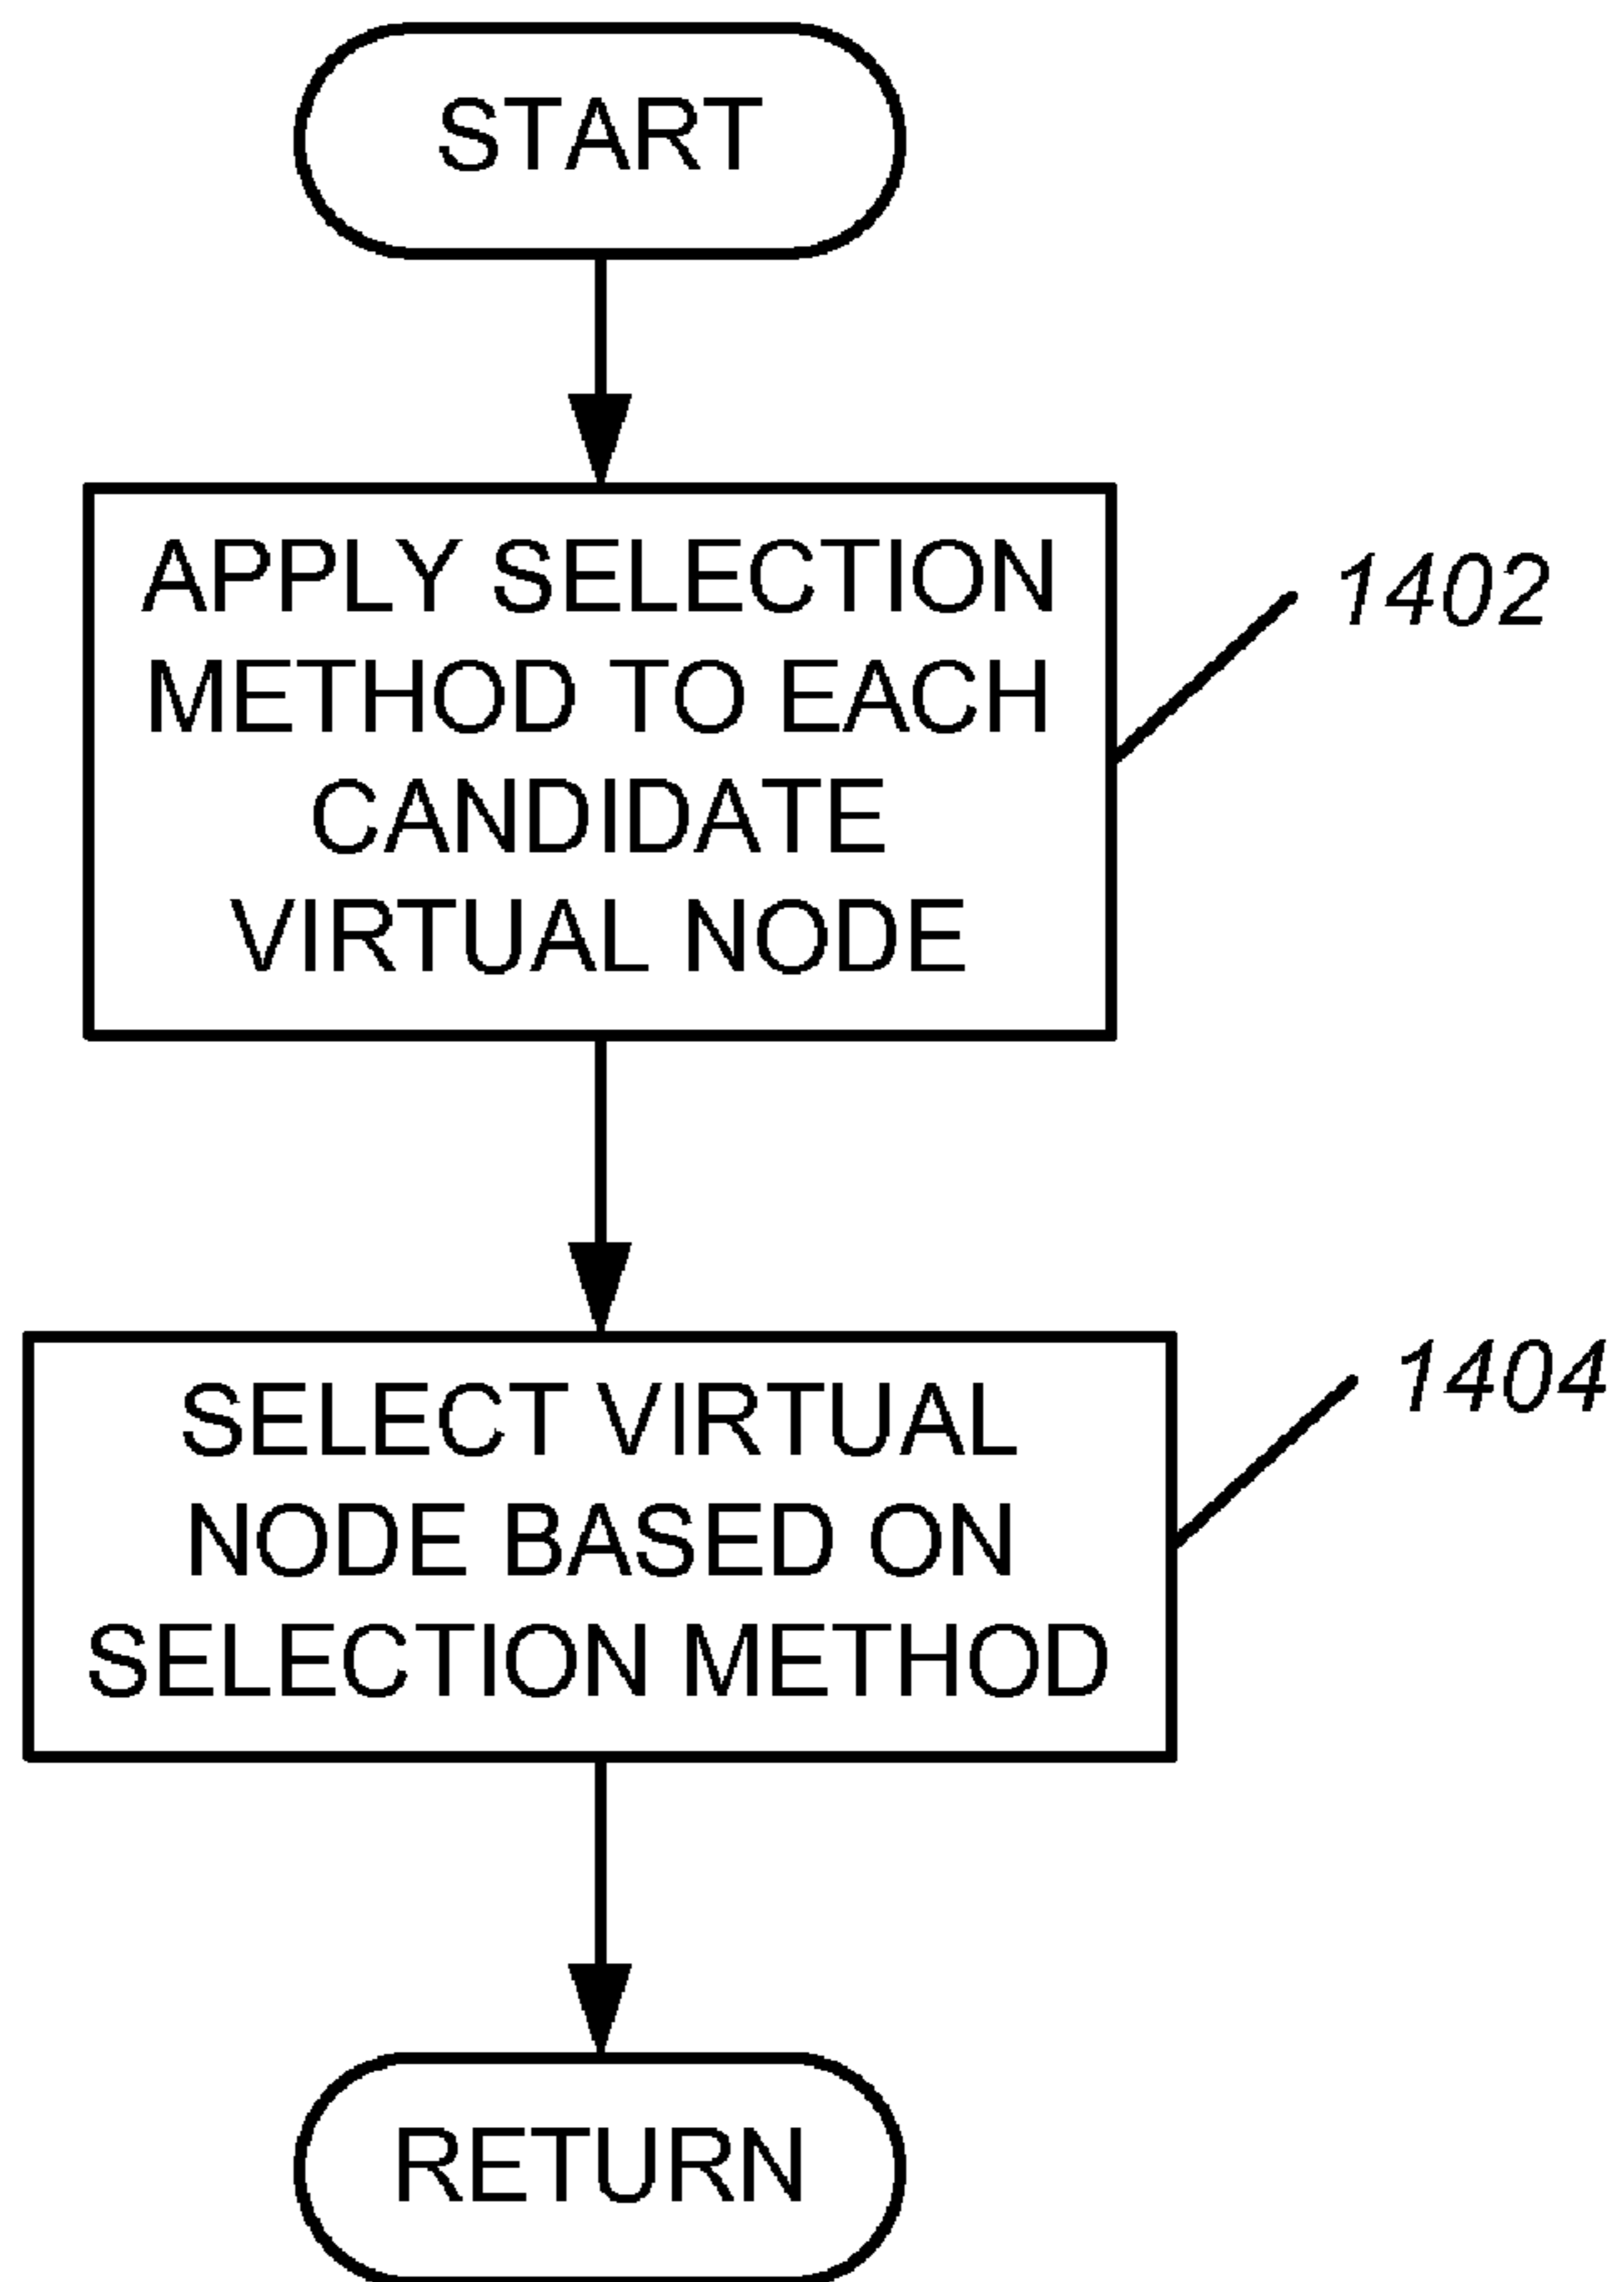 START
APPLY SELECTION
METHOD TO EACH
CANDIDATE
VIRTUAL NODE
1402
SELECT VIRTUAL
NODE BASED ON
SELECTION METHOD
1404
RETURN